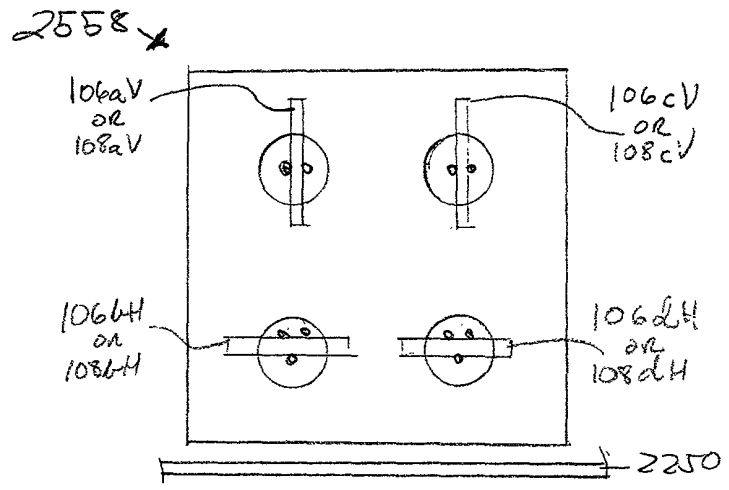 2558
106aV
OR
108aV
106cV
OR
108cV
106bH
OR
108bH
106dH
OR
108dH
2250